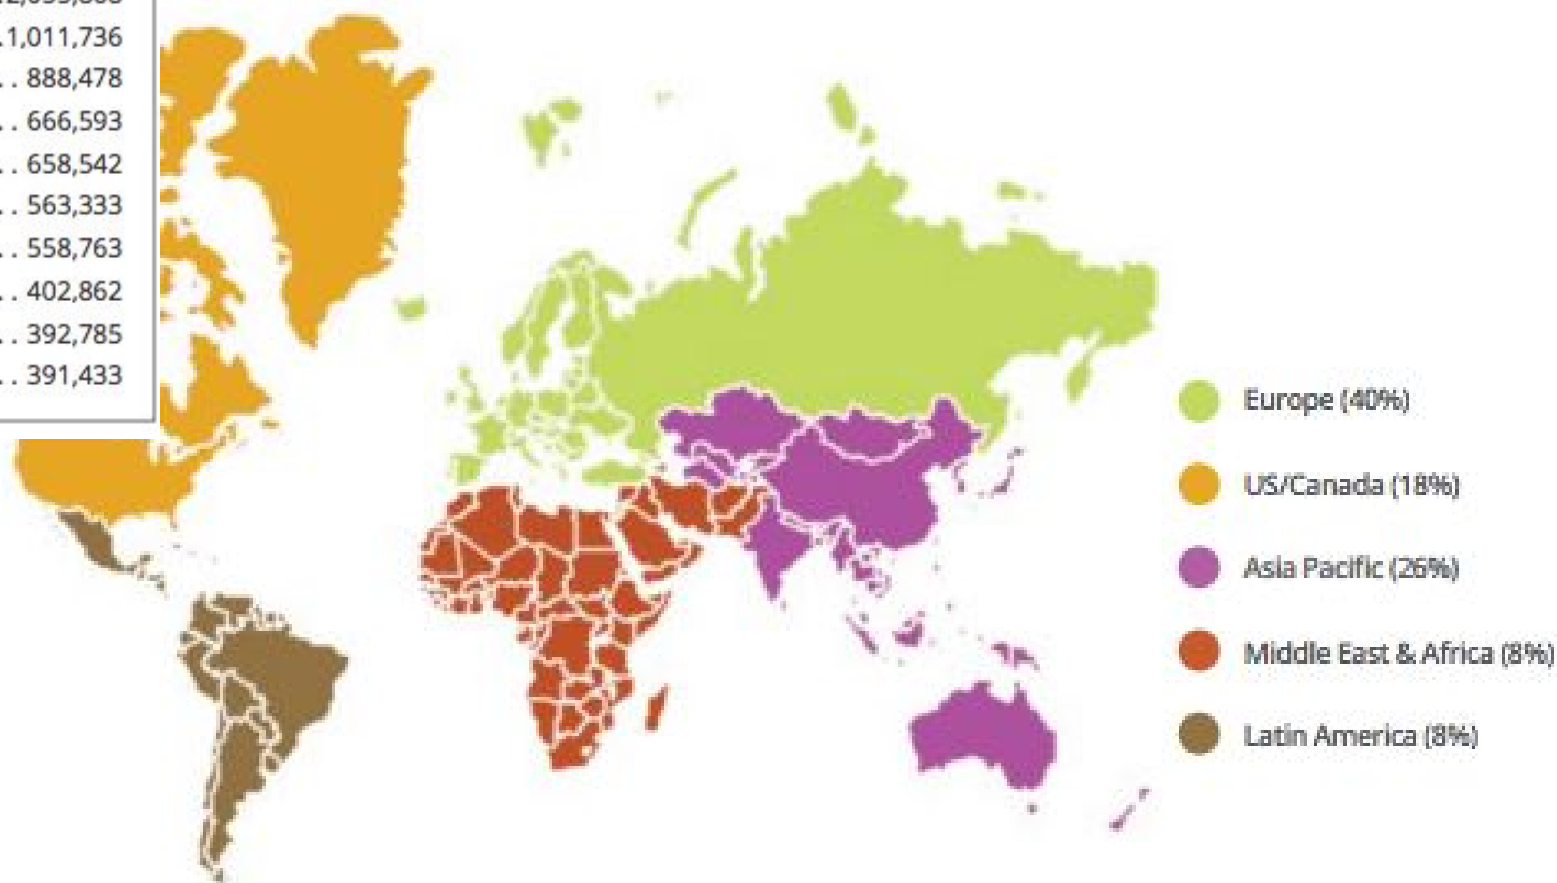 .1,011,736
. . 888,478
. . 666,593
. . 658,542
. . 563,333
. . 558,763
. . 402,862
. . 392,785
. . 391,433
Europe (40%)
US/Canada (18%)
Asia Pacific (26%)
Middle East & Africa (8%)
Latin America (8%)